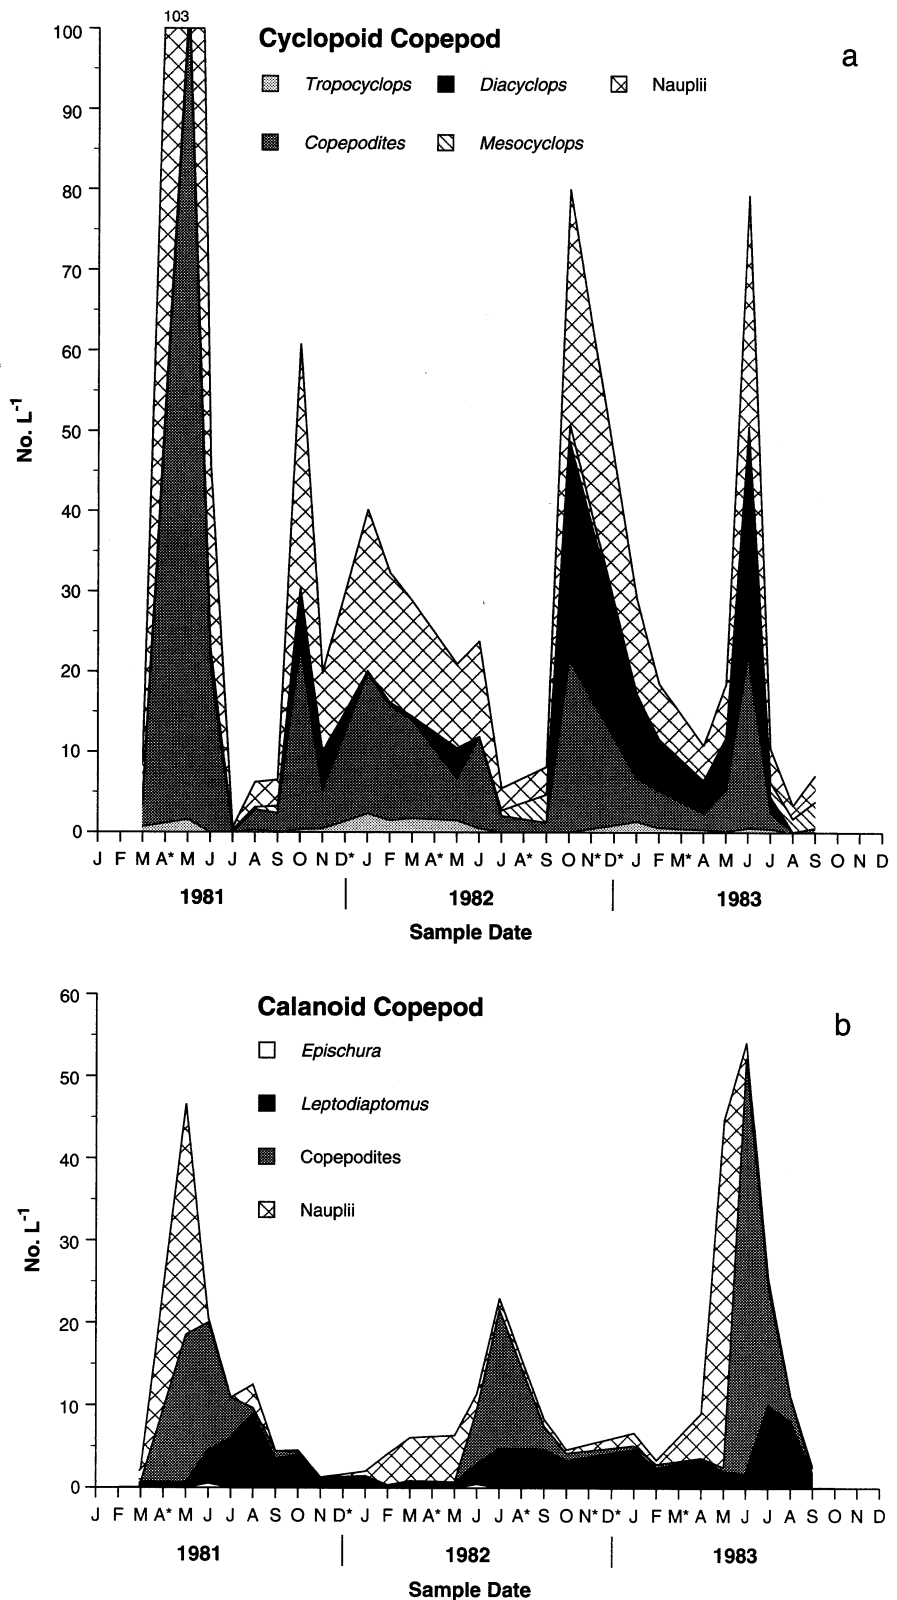 103
Cyclopoid Copepod
a
Tropocyclops Diacyclops Nauplii
Copepodites Mesocyclops
100
90
80
70
60
50
40
30
20
10
0
No. L-1
J F M A* M J J A S O N D* J F M A* M J J A* S O N* D* J F M* A M J J A S O N D
1981 1982 1983
Sample Date
Calanoid Copepod
b
Epischura
Leptodiaptomus
Copepodites
Nauplii
60
50
40
30
20
10
0
No. L-1
J F M A* M J J A S O N D* J F M A* M J J A* S O N* D* J F M* A M J J A S O N D
1981 1982 1983
Sample Date